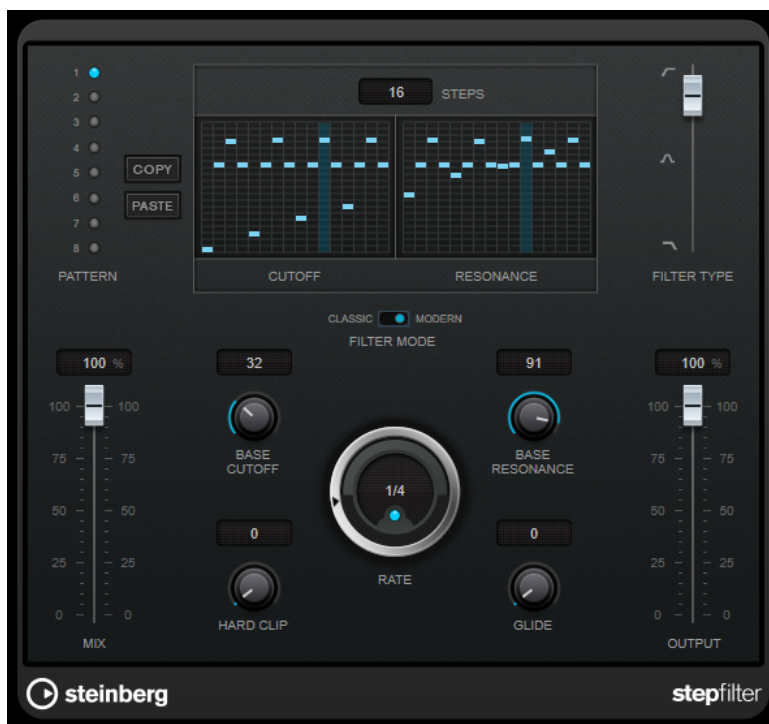 1
2
3
4
5
6
7
8
PATTERN
COPY
PASTE
16 STEPS
CUTOFF
RESONANCE
FILTER TYPE
CLASSIC MODERN
FILTER MODE
100 %
100 100
75 75
50 50
25 25
0 0
MIX
32
BASE
CUTOFF
0
HARD CLIP
1/4
RATE
91
BASE
RESONANCE
0
GLIDE
100 %
100 100
75 75
50 50
25 25
0 0
OUTPUT
steinberg
stepfilter